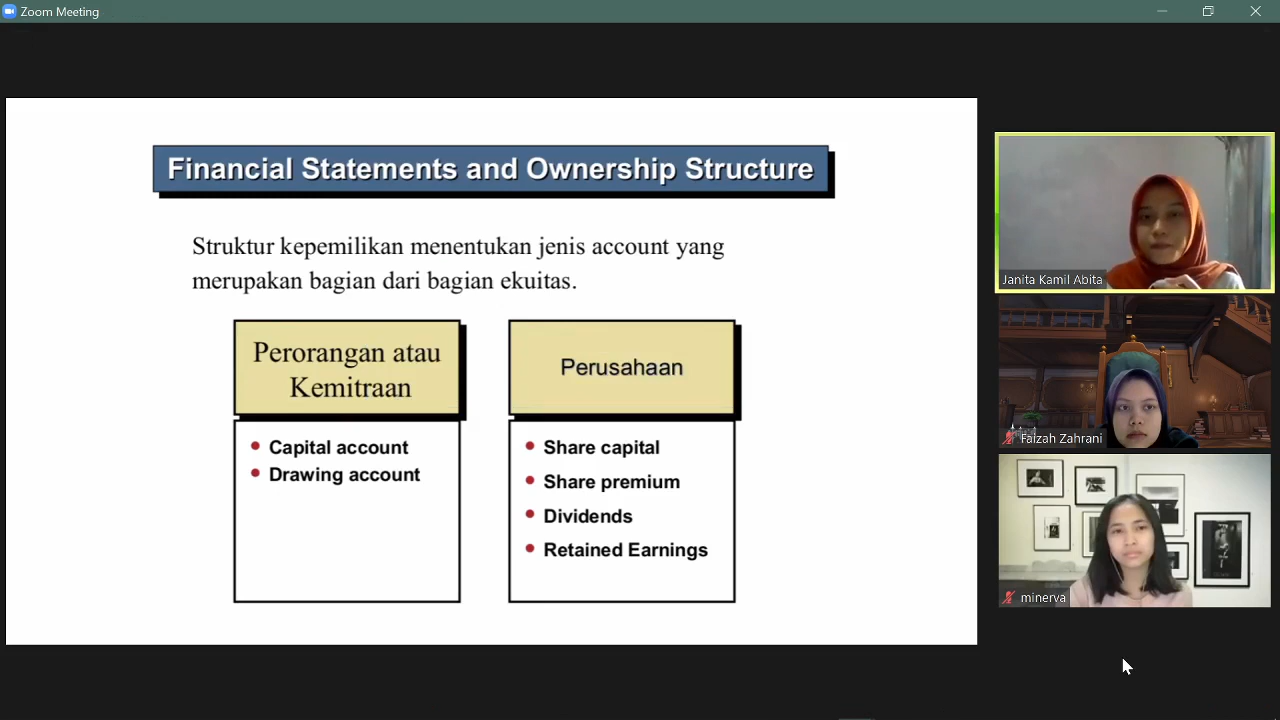 Zoom Meeting
Financial Statements and Ownership Structure
Struktur kepemilikan menentukan jenis account yang
merupakan bagian dari bagian ekuitas.
Perorangan atau
Kemitraan
Capital account
Drawing account
Perusahaan
Share capital
Share premium
Dividends
Retained Earnings
Janita Kamil Abita
Faizah Zahrani
minerva